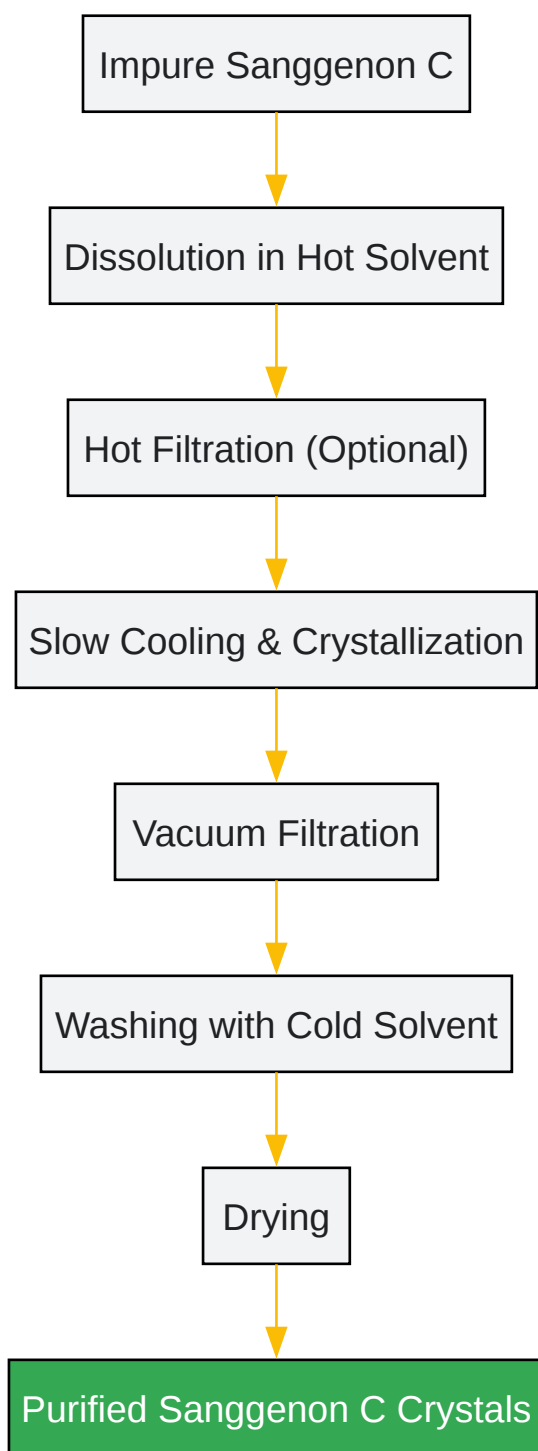 Impure Sanggenon C
Dissolution in Hot Solvent
Hot Filtration (Optional)
Slow Cooling & Crystallization
Vacuum Filtration
Washing with Cold Solvent
Drying
Purified Sanggenon C Crystals